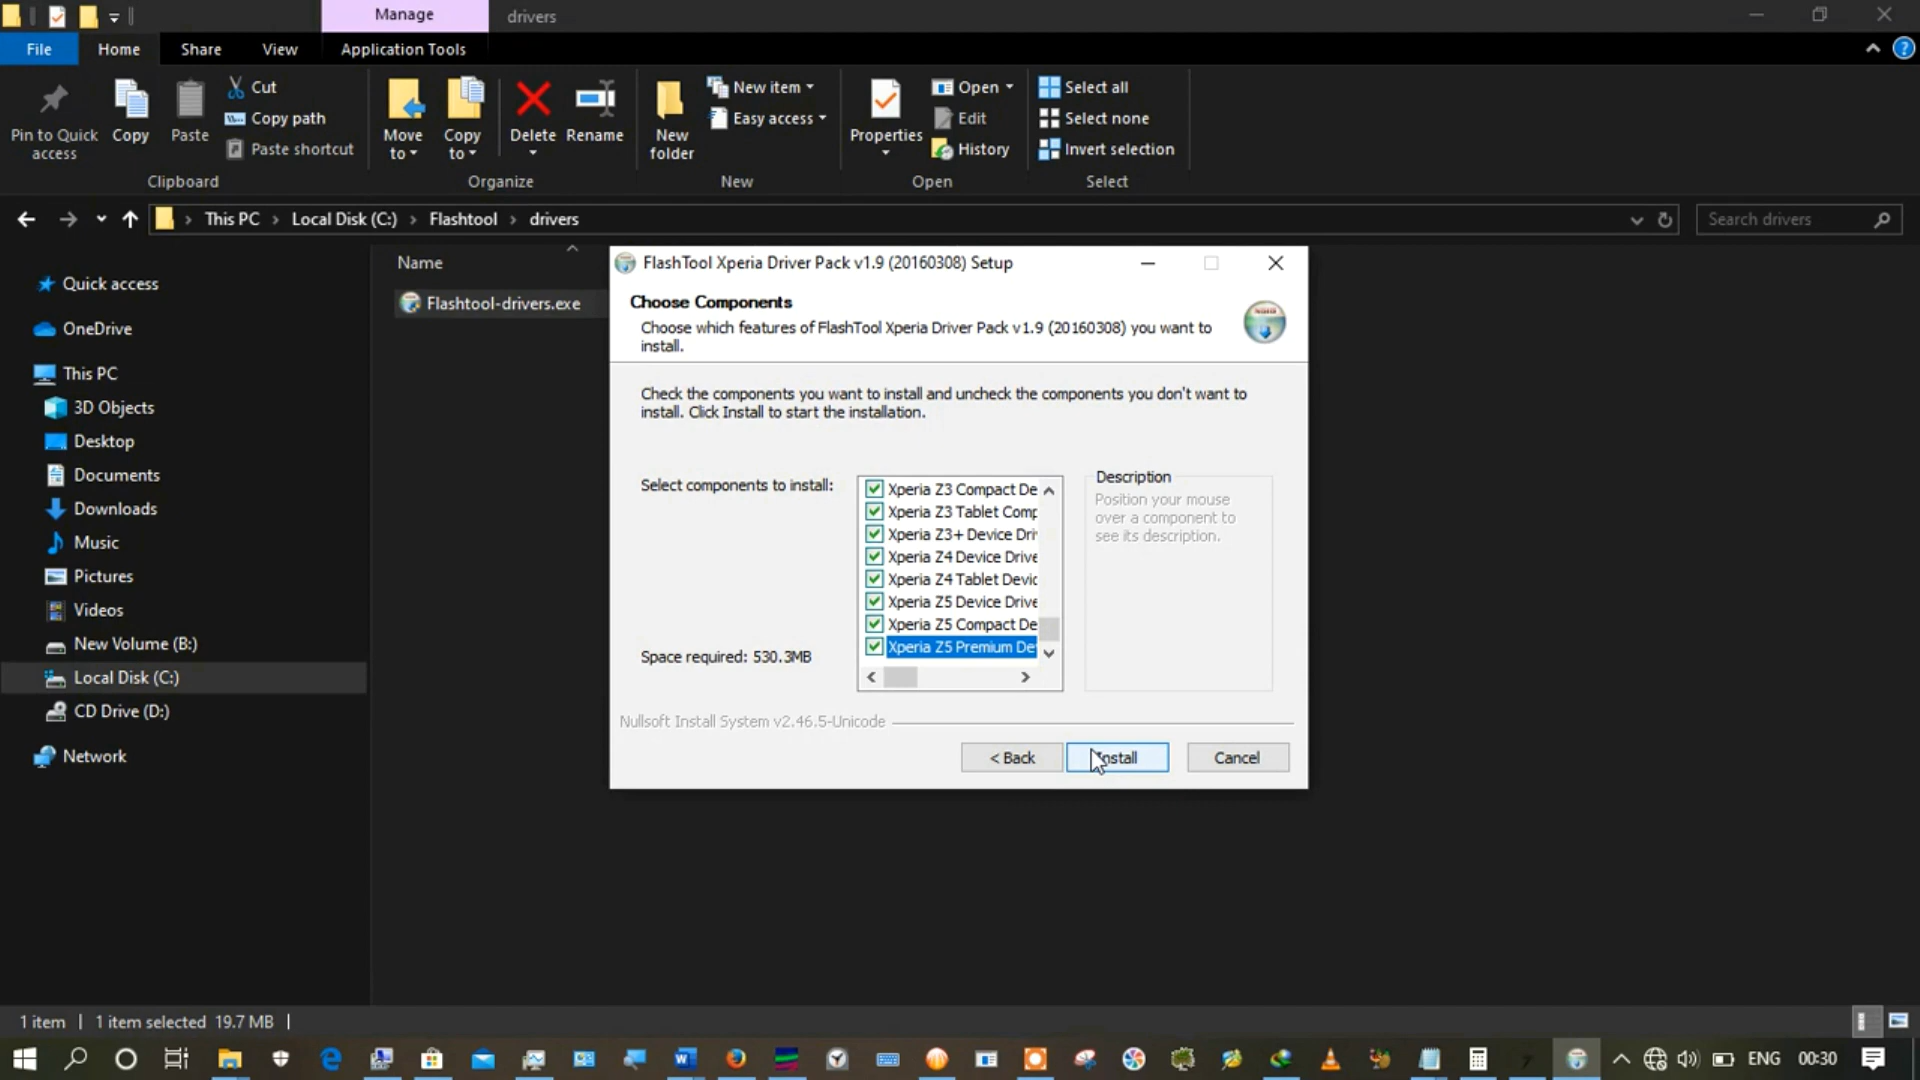 Manage
drivers
File
Home
Share
View
Application Tools
Pin to Quick access
Copy
Paste
Cut
Copy path
Paste shortcut
Clipboard
Move to
Copy to
Delete
Rename
Organize
New folder
New item
Easy access
New
Properties
Open
Edit
History
Open
Select all
Select none
Invert selection
Select
This PC > Local Disk (C:) > Flashtool > drivers
Search drivers
Quick access
OneDrive
This PC
3D Objects
Desktop
Documents
Downloads
Music
Pictures
Videos
New Volume (B:)
Local Disk (C:)
CD Drive (D:)
Network
Name
Flashtool-drivers.exe
FlashTool Xperia Driver Pack v1.9 (20160308) Setup
Choose Components
Choose which features of FlashTool Xperia Driver Pack v1.9 (20160308) you want to
install.
Check the components you want to install and uncheck the components you don't want to
install. Click Install to start the installation.
Select components to install:
Xperia Z3 Compact De
Xperia Z3 Tablet Comp
Xperia Z3+ Device Dri
Xperia Z4 Device Drive
Xperia Z4 Tablet Devic
Xperia Z5 Device Drive
Xperia Z5 Compact De
Xperia Z5 Premium De
Space required: 530.3MB
Description
Position your mouse
over a component to
see its description.
Nullsoft Install System v2.46.5-Unicode
< Back
Install
Cancel
1 item
1 item selected 19.7 MB
ENG
00:30